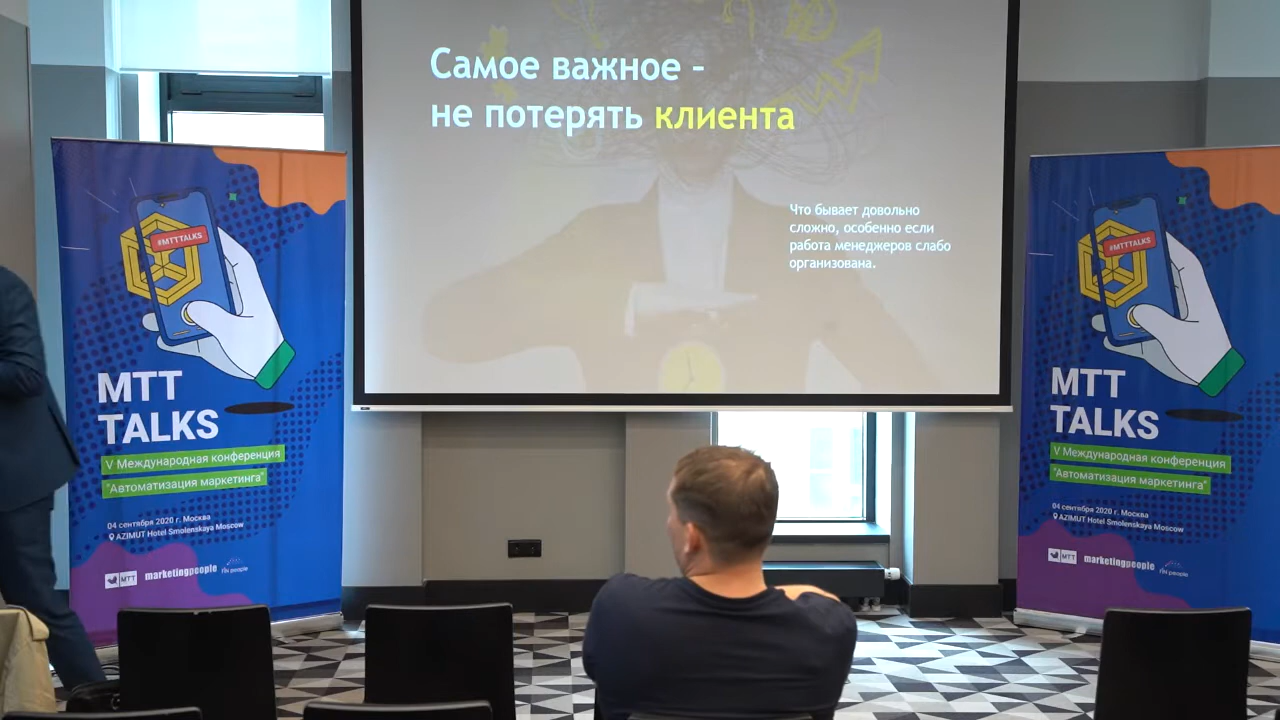 Самое важное -
не потерять клиента
Что бывает довольно
сложно, особенно если
работа менеджеров слабо
организована.
#MTTTALKS
MTT
TALKS
V Международная конференция
"Автоматизация маркетинга"
04 сентября 2020 г. Москва
AZIMUT Hotel Smolenskaya Moscow
MTT
marketingpeople
#MTTTALKS
MTT
TALKS
V Международная конференция
"Автоматизация маркетинга"
04 сентября 2020 г. Москва
AZIMUT Hotel Smolenskaya Moscow
MTT
marketingpeople